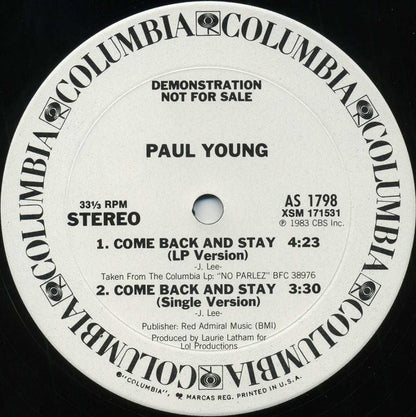 COLUMBIA COLUMBIA COLUMBIA COLUMBIA COLUMBIA COLUMBIA
DEMONSTRATION
NOT FOR SALE
PAUL YOUNG
33⅓ RPM
STEREO
AS 1798
XSM 171531
℗ 1983 CBS Inc.
1. COME BACK AND STAY 4:23
(LP Version)
-J. Lee-
Taken From The Columbia Lp: "NO PARLEZ" BFC 38976
2. COME BACK AND STAY 3:30
(Single Version)
-J. Lee-
Publisher: Red Admiral Music (BMI)
Produced by Laurie Latham for
Lol Productions
®"COLUMBIA", MARCAS REG. PRINTED IN U.S.A.